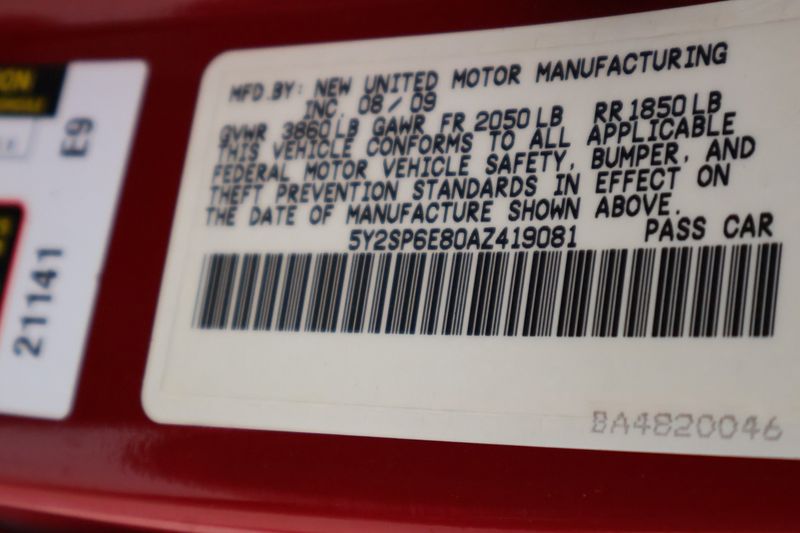 MFD.BY: NEW UNITED MOTOR MANUFACTURING
INC. 08/09
GVWR 3860LB GAWR FR 2050LB RR 1850LB
THIS VEHICLE CONFORMS TO ALL APPLICABLE
FEDERAL MOTOR VEHICLE SAFETY, BUMPER, AND
THEFT PREVENTION STANDARDS IN EFFECT ON
THE DATE OF MANUFACTURE SHOWN ABOVE.
5Y2SP6E80AZ419081 PASS CAR
BA4820046
E9
21141